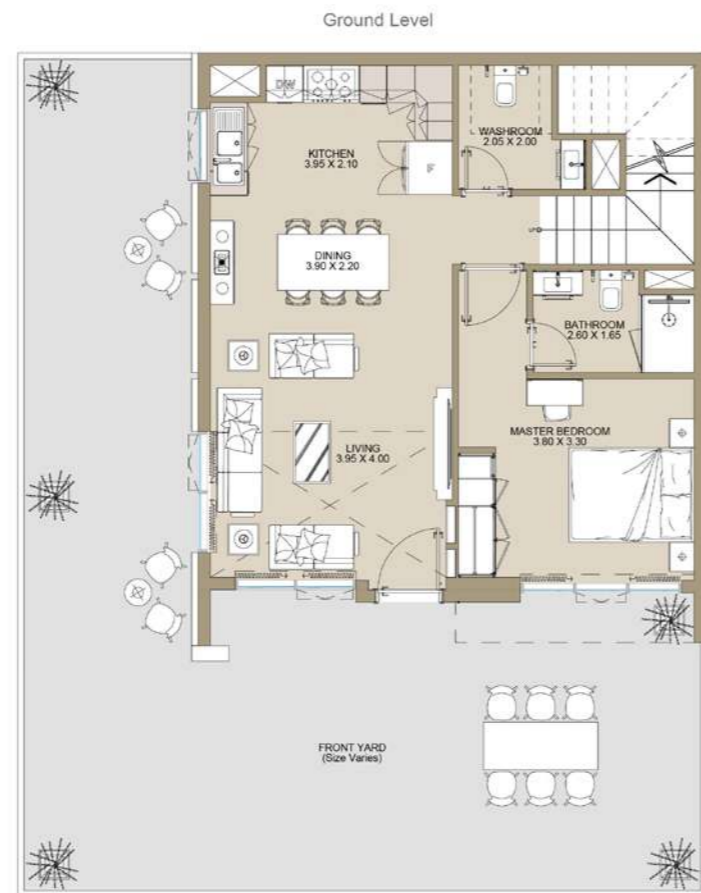 Ground Level
D/W
WASHROOM
2.05 X 2.00
KITCHEN
3.95 X 2.10
DINING
3.90 X 2.20
BATHROOM
2.60 X 1.65
MASTER BEDROOM
3.80 X 3.30
LIVING
3.95 X 4.00
FRONT YARD
(Size Varies)